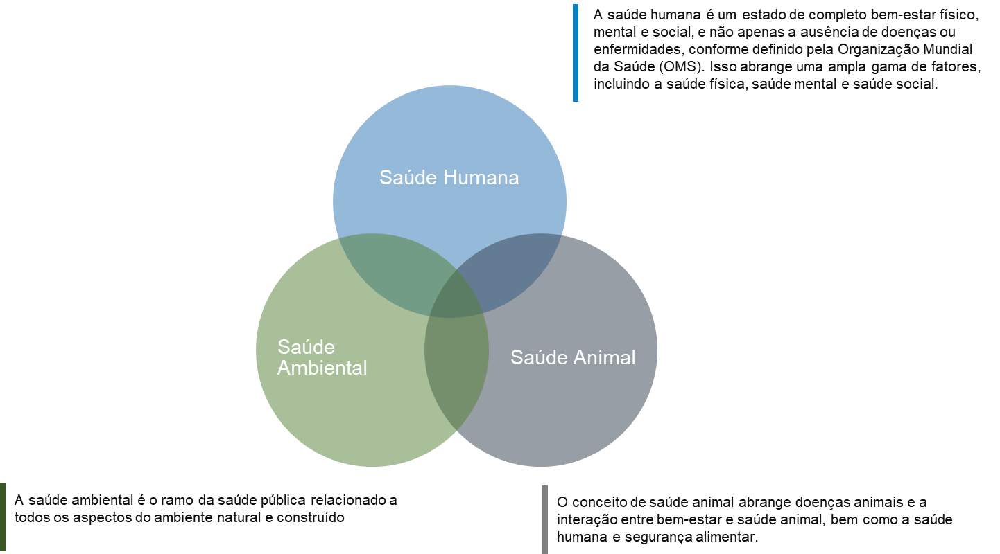 A saúde humana é um estado de completo bem-estar físico,
mental e social, e não apenas a ausência de doenças ou
enfermidades, conforme definido pela Organização Mundial
da Saúde (OMS). Isso abrange uma ampla gama de fatores,
incluindo a saúde física, saúde mental e saúde social.
Saúde Humana
Saúde
Ambiental
Saúde Animal
A saúde ambiental é o ramo da saúde pública relacionado a
todos os aspectos do ambiente natural e construído
O conceito de saúde animal abrange doenças animais e a
interação entre bem-estar e saúde animal, bem como a saúde
humana e segurança alimentar.